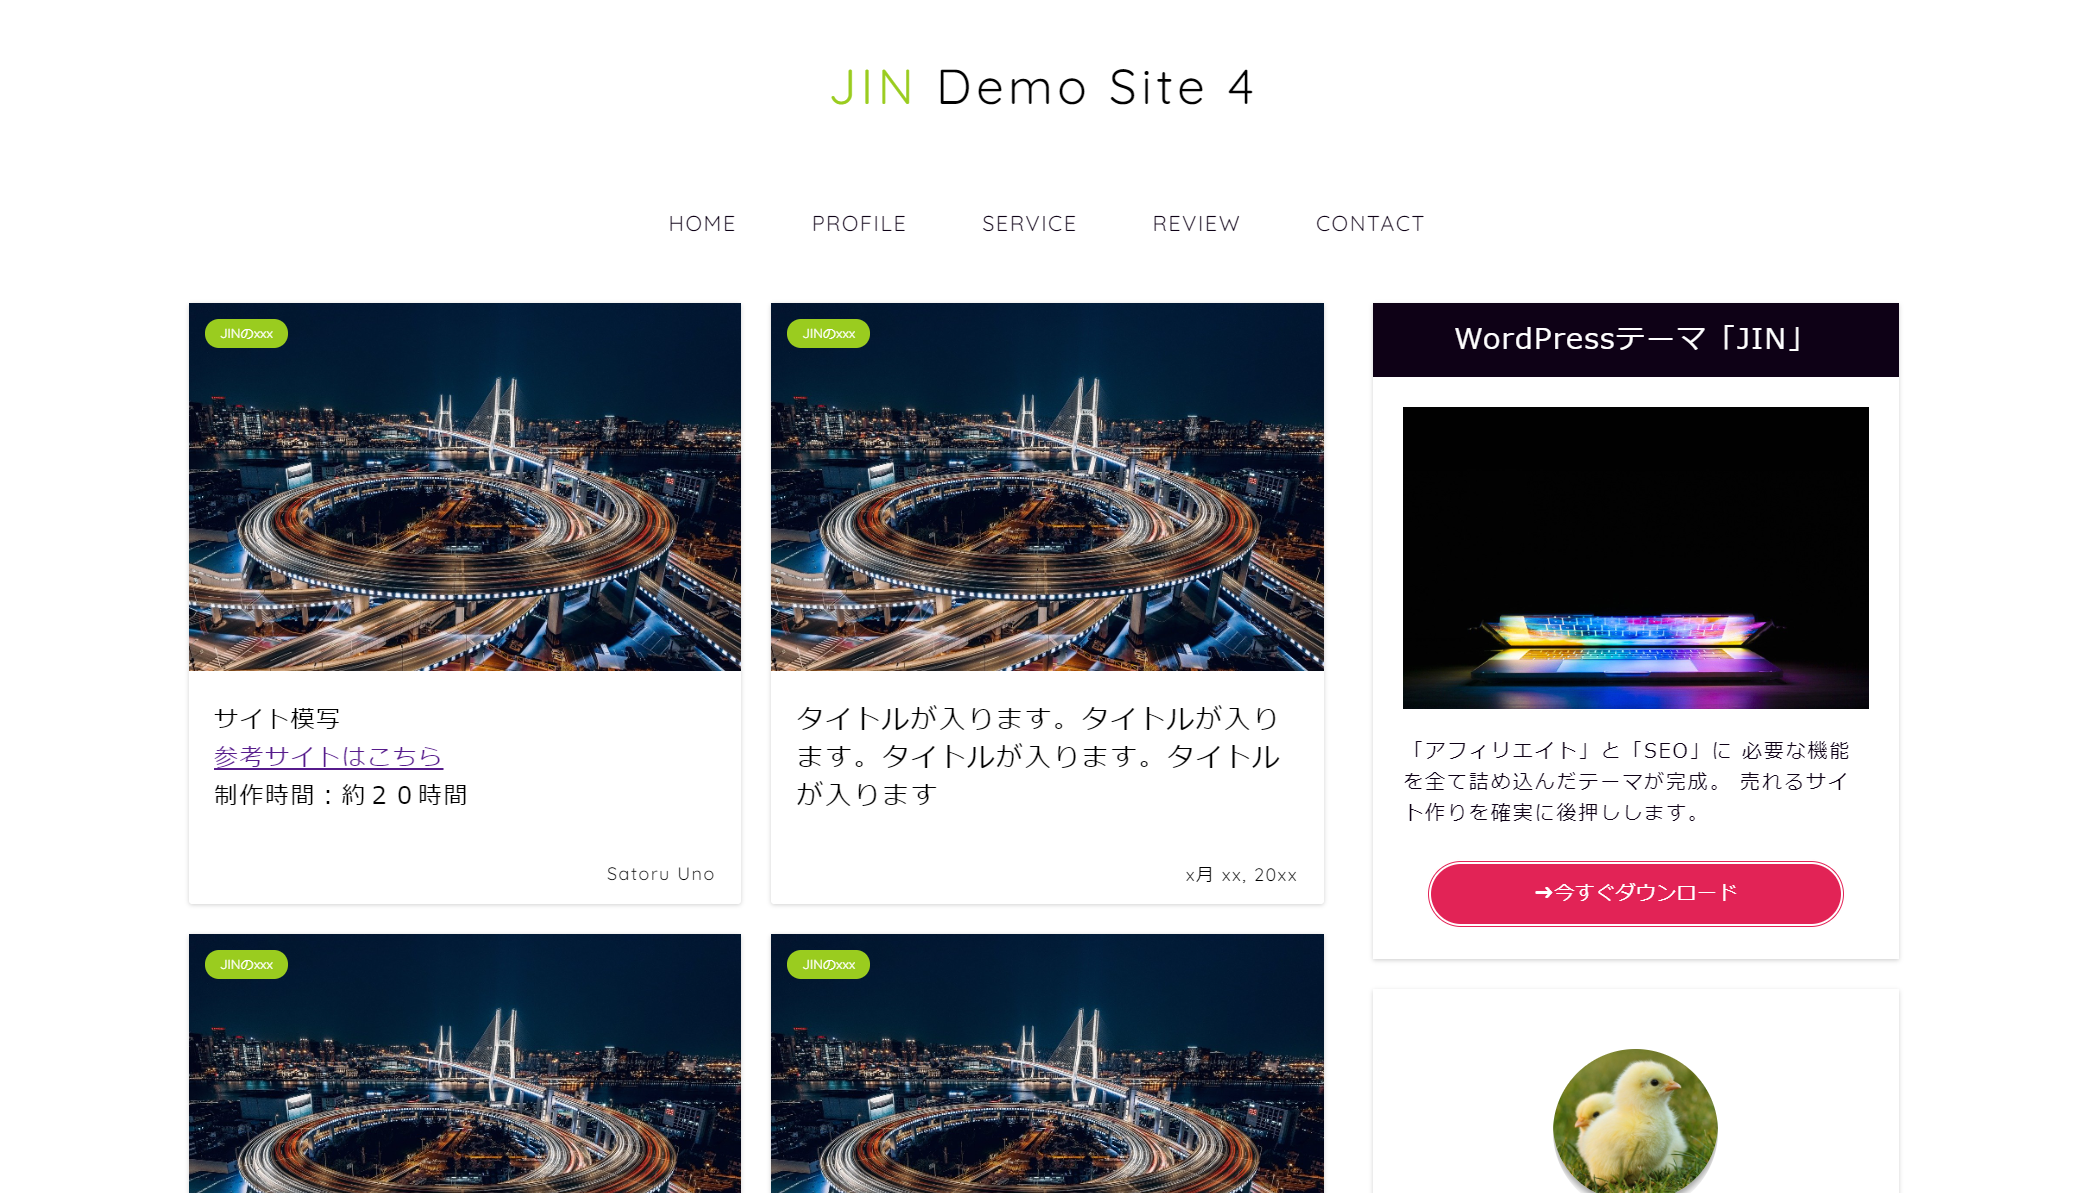 JIN Demo Site 4
HOME PROFILE SERVICE REVIEW CONTACT
JINのxxx
サイト模写
参考サイトはこちら
制作時間：約２０時間
Satoru Uno
JINのxxx
タイトルが入ります。タイトルが入り
ます。タイトルが入ります。タイトル
が入ります
x月 xx, 20xx
JINのxxx
JINのxxx
WordPressテーマ「JIN」
「アフィリエイト」と「SEO」に 必要な機能
を全て詰め込んだテーマが完成。 売れるサイ
ト作りを確実に後押しします。
➜今すぐダウンロード